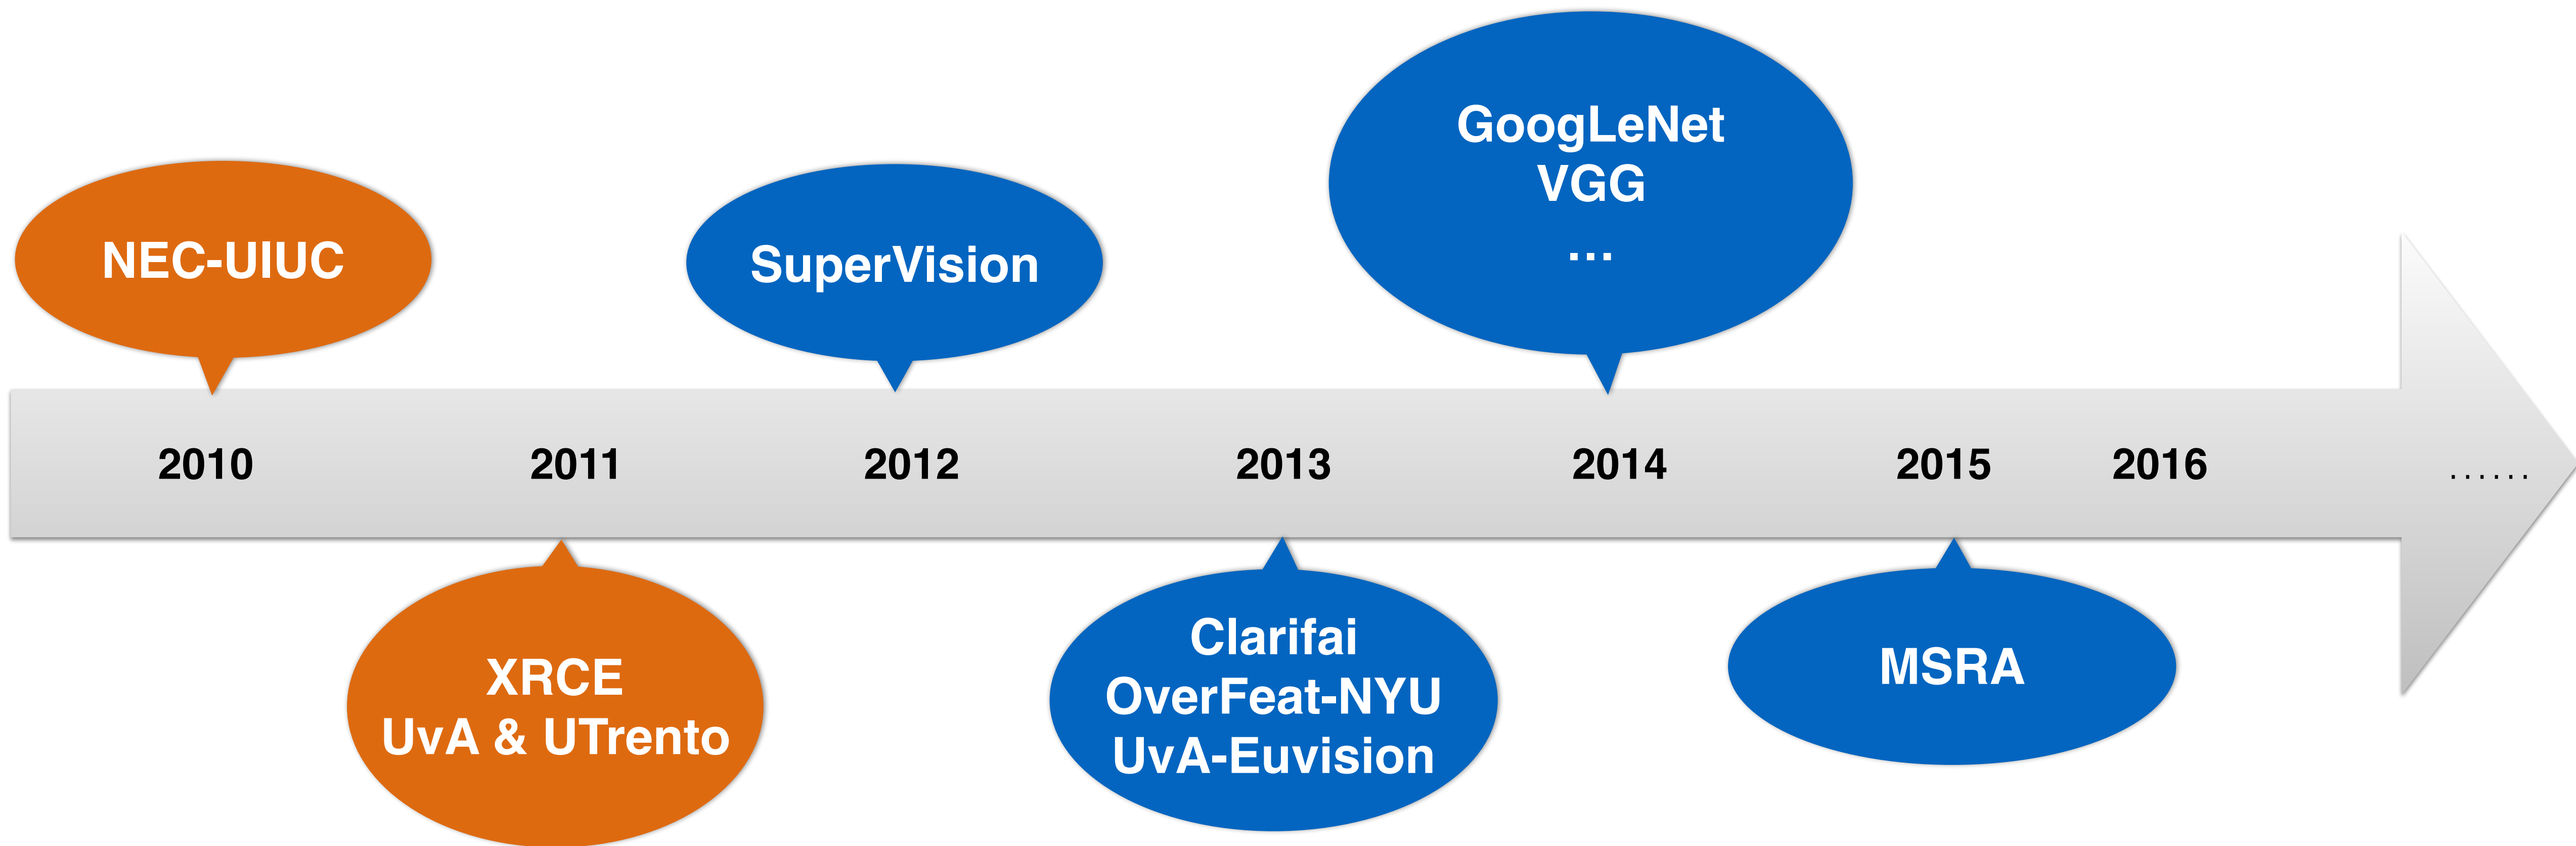 GoogLeNet
VGG
...
NEC-UIUC
SuperVision
2010 2011 2012 2013 2014 2015 2016 ......
XRCE
UvA & UTrento
Clarifai
OverFeat-NYU
UvA-Euvision
MSRA